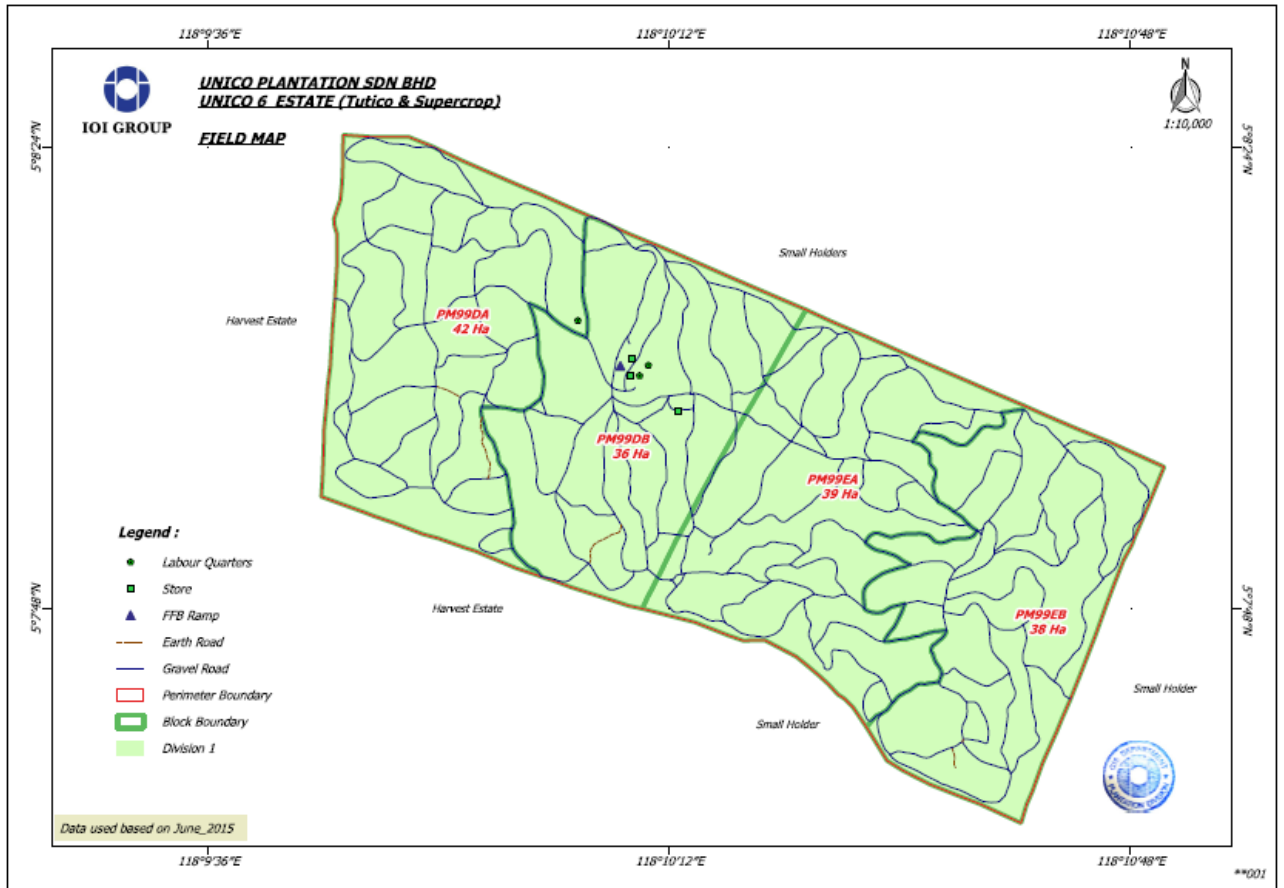 118°9'36"E
118°10'12"E
118°10'48"E
IOI GROUP
UNICO PLANTATION SDN BHD
UNICO 6 ESTATE (Tutico & Supercrop)
FIELD MAP
N
1:10,000
5°8'24"N
5°8'24"N
Small Holders
Harvest Estate
PM99DA
42 Ha
PM99DB
36 Ha
PM99EA
39 Ha
PM99EB
38 Ha
Legend :
Labour Quarters
Store
FFB Ramp
Earth Road
Gravel Road
Perimeter Boundary
Block Boundary
Division 1
5°7'48"N
5°7'48"N
Harvest Estate
Small Holder
Small Holder
GIS DEPARTMENT
PLANTATION DIVISION
Data used based on June_2015
118°9'36"E
118°10'12"E
118°10'48"E
**001